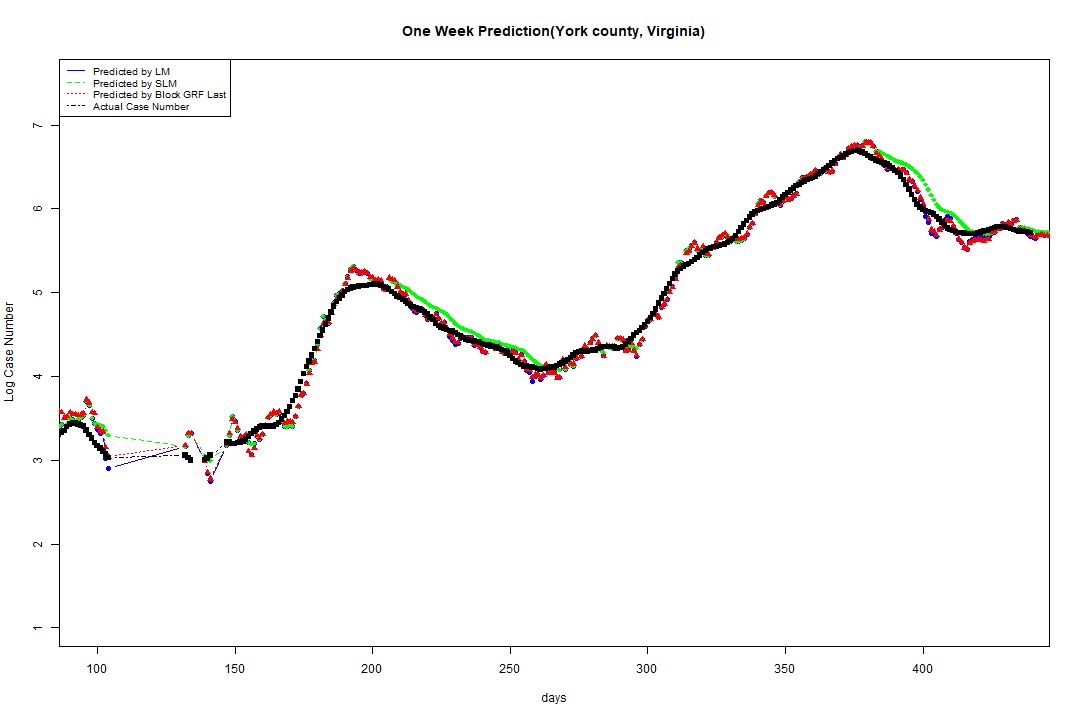 One Week Prediction(York county, Virginia)
Predicted by LM
Predicted by SLM
Predicted by Block GRF Last
Actual Case Number
7
6
5
4
3
2
1
Log Case Number
100 150 200 250 300 350 400
days